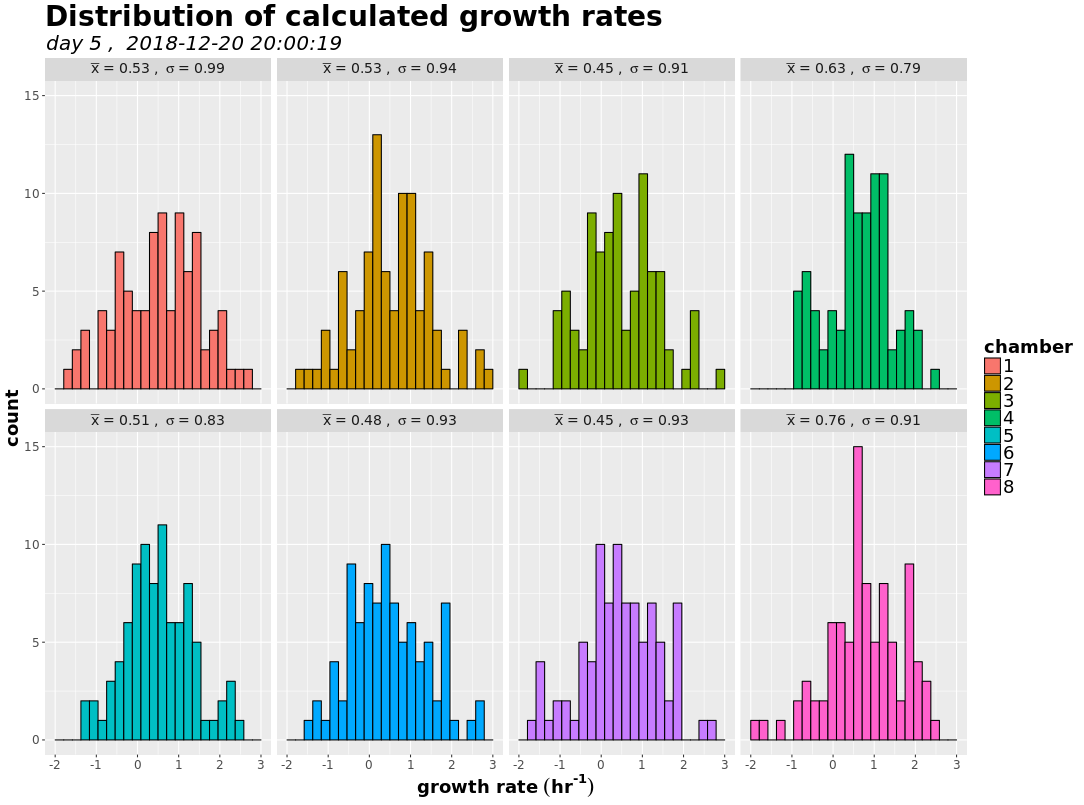 Distribution of calculated growth rates
day 5 ,  2018-12-20 20:00:19
x̅ = 0.53 ,  σ = 0.99
x̅ = 0.53 ,  σ = 0.94
x̅ = 0.45 ,  σ = 0.91
x̅ = 0.63 ,  σ = 0.79
15
10
5
0
x̅ = 0.51 ,  σ = 0.83
x̅ = 0.48 ,  σ = 0.93
x̅ = 0.45 ,  σ = 0.93
x̅ = 0.76 ,  σ = 0.91
15
10
5
0
-2 -1 0 1 2 3
-2 -1 0 1 2 3
-2 -1 0 1 2 3
-2 -1 0 1 2 3
count
growth rate (hr⁻¹)
chamber
1
2
3
4
5
6
7
8